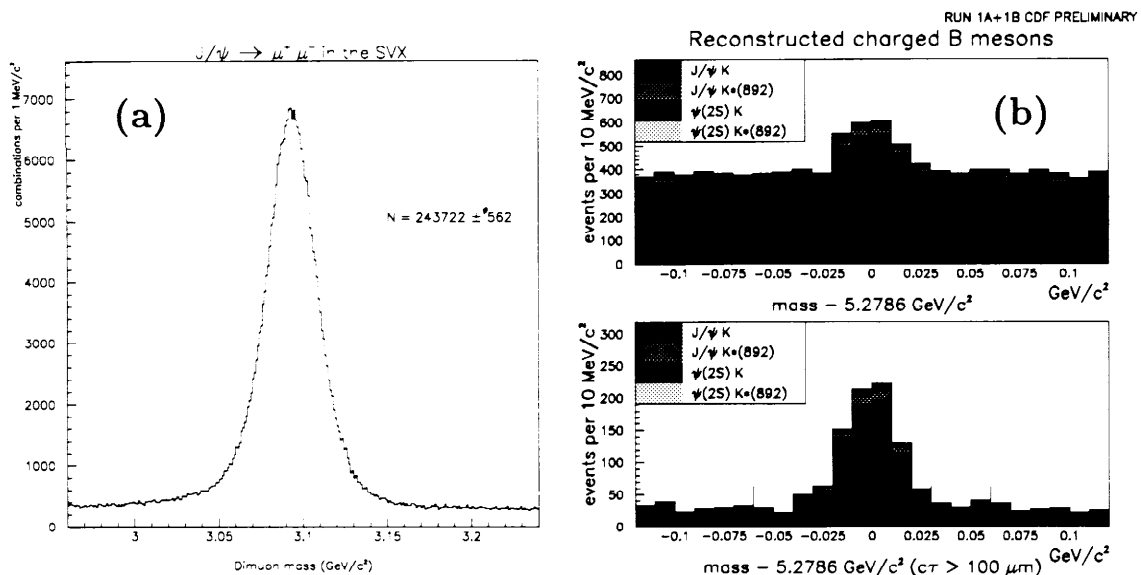 J/ψ → μ⁺ μ⁻ in the SVX
combinations per 1 MeV/c²
7000
6000
5000
4000
3000
2000
1000
0
(a)
N = 243722 ± 562
3
3.05
3.1
3.15
3.2
Dimuon mass (GeV/c²)
RUN 1A+1B CDF PRELIMINARY
Reconstructed charged B mesons
events per 10 MeV/c²
800
700
600
500
400
300
200
100
0
J/ψ K
J/ψ K*(892)
ψ(2S) K
ψ(2S) K*(892)
(b)
−0.1 −0.075 −0.05 −0.025 0 0.025 0.05 0.075 0.1
GeV/c²
mass − 5.2786 GeV/c²
events per 10 MeV/c²
300
250
200
150
100
50
0
J/ψ K
J/ψ K*(892)
ψ(2S) K
ψ(2S) K*(892)
−0.1 −0.075 −0.05 −0.025 0 0.025 0.05 0.075 0.1
GeV/c²
mass − 5.2786 GeV/c² (cτ > 100 μm)